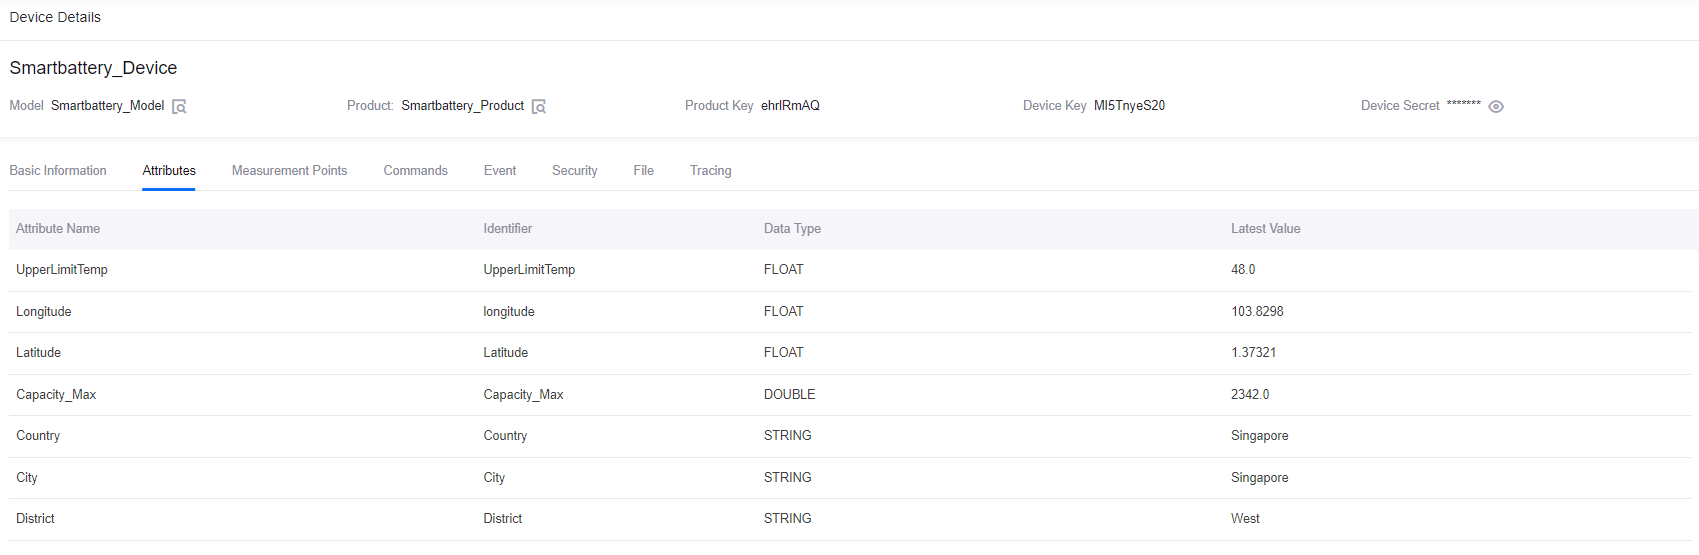 Device Details
Smartbattery_Device
Model Smartbattery_Model Product: Smartbattery_Product Product Key ehrlRmAQ Device Key MI5TnyeS20 Device Secret *******
Basic Information Attributes Measurement Points Commands Event Security File Tracing
Attribute Name Identifier Data Type Latest Value
UpperLimitTemp UpperLimitTemp FLOAT 48.0
Longitude longitude FLOAT 103.8298
Latitude Latitude FLOAT 1.37321
Capacity_Max Capacity_Max DOUBLE 2342.0
Country Country STRING Singapore
City City STRING Singapore
District District STRING West